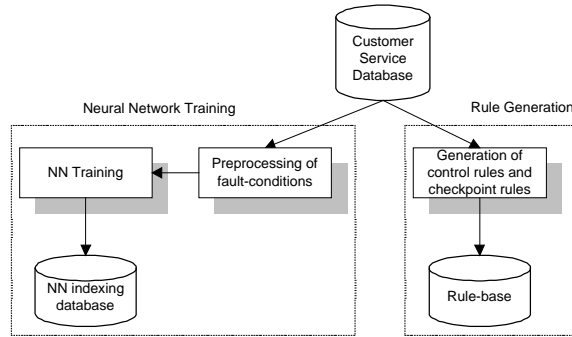 Customer
Service
Database
Neural Network Training
Rule Generation
NN Training
Preprocessing of
fault-conditions
Generation of
control rules and
checkpoint rules
NN indexing
database
Rule-base